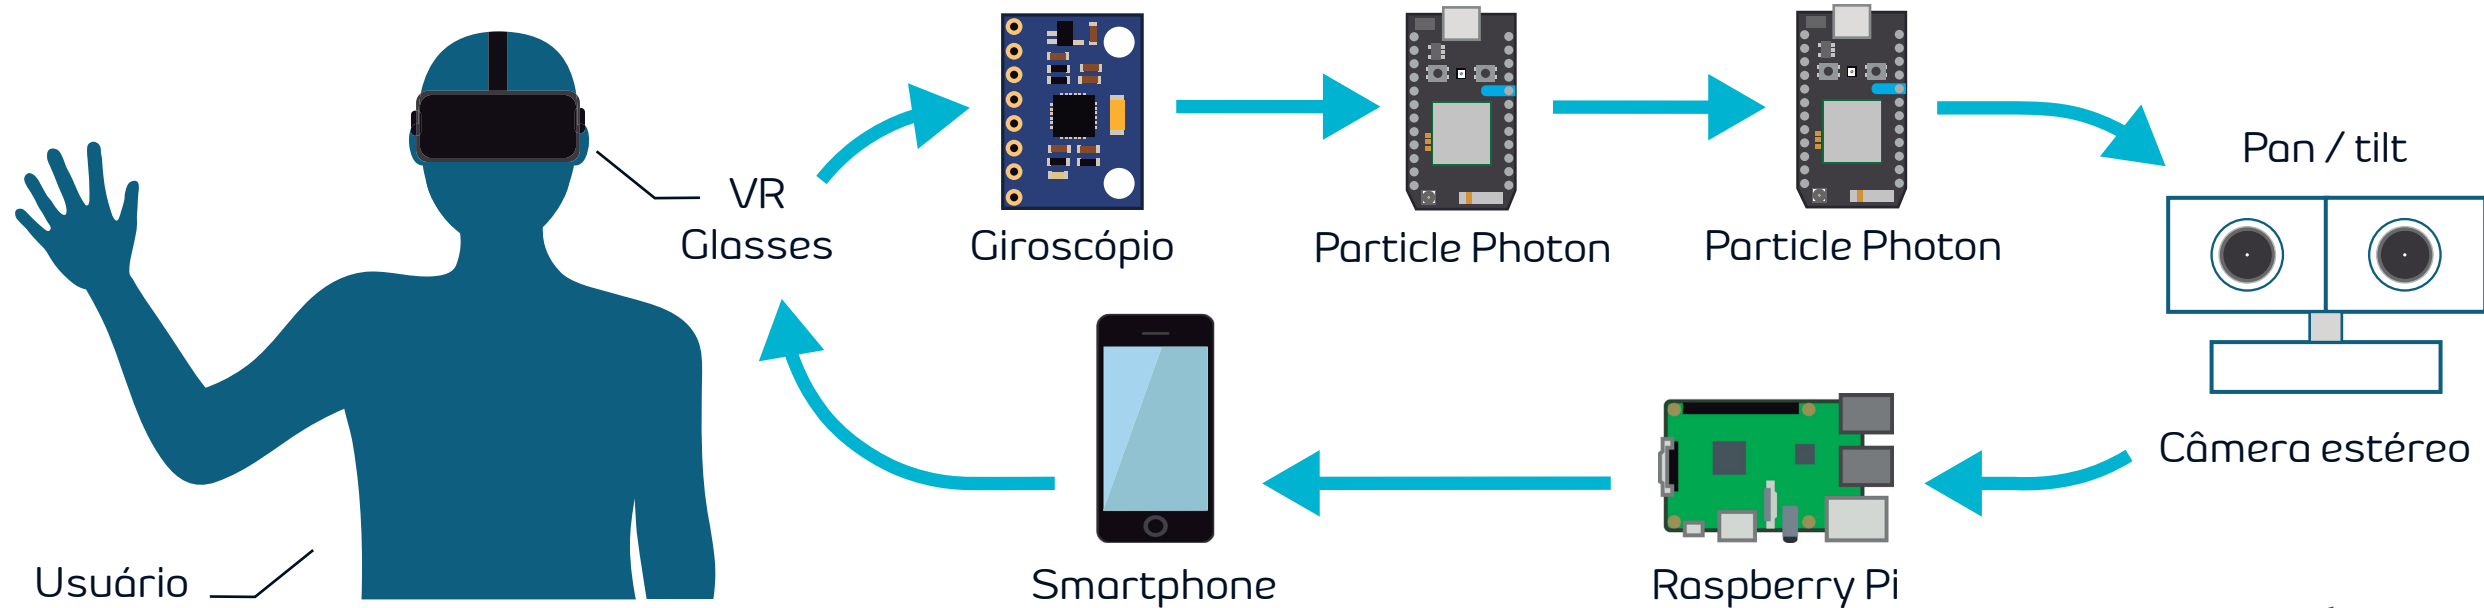 VR
Glasses
Giroscópio
Particle Photon
Particle Photon
Pan / tilt
Câmera estéreo
Raspberry Pi
Smartphone
Usuário